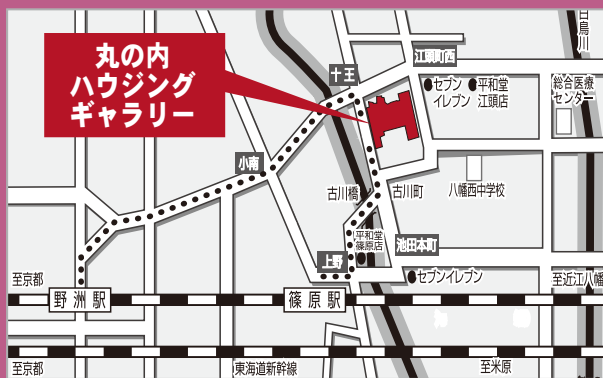 丸の内
ハウジング
ギャラリー
白鳥川
十王
江頭町西
セブン
イレブン
平和堂
江頭店
総合医療
センター
小南
古川橋
古川町
八幡西中学校
平和堂
篠原店
池田本町
上野
セブンイレブン
至京都
野洲駅
篠原駅
至近江八幡
至京都
東海道新幹線
至米原